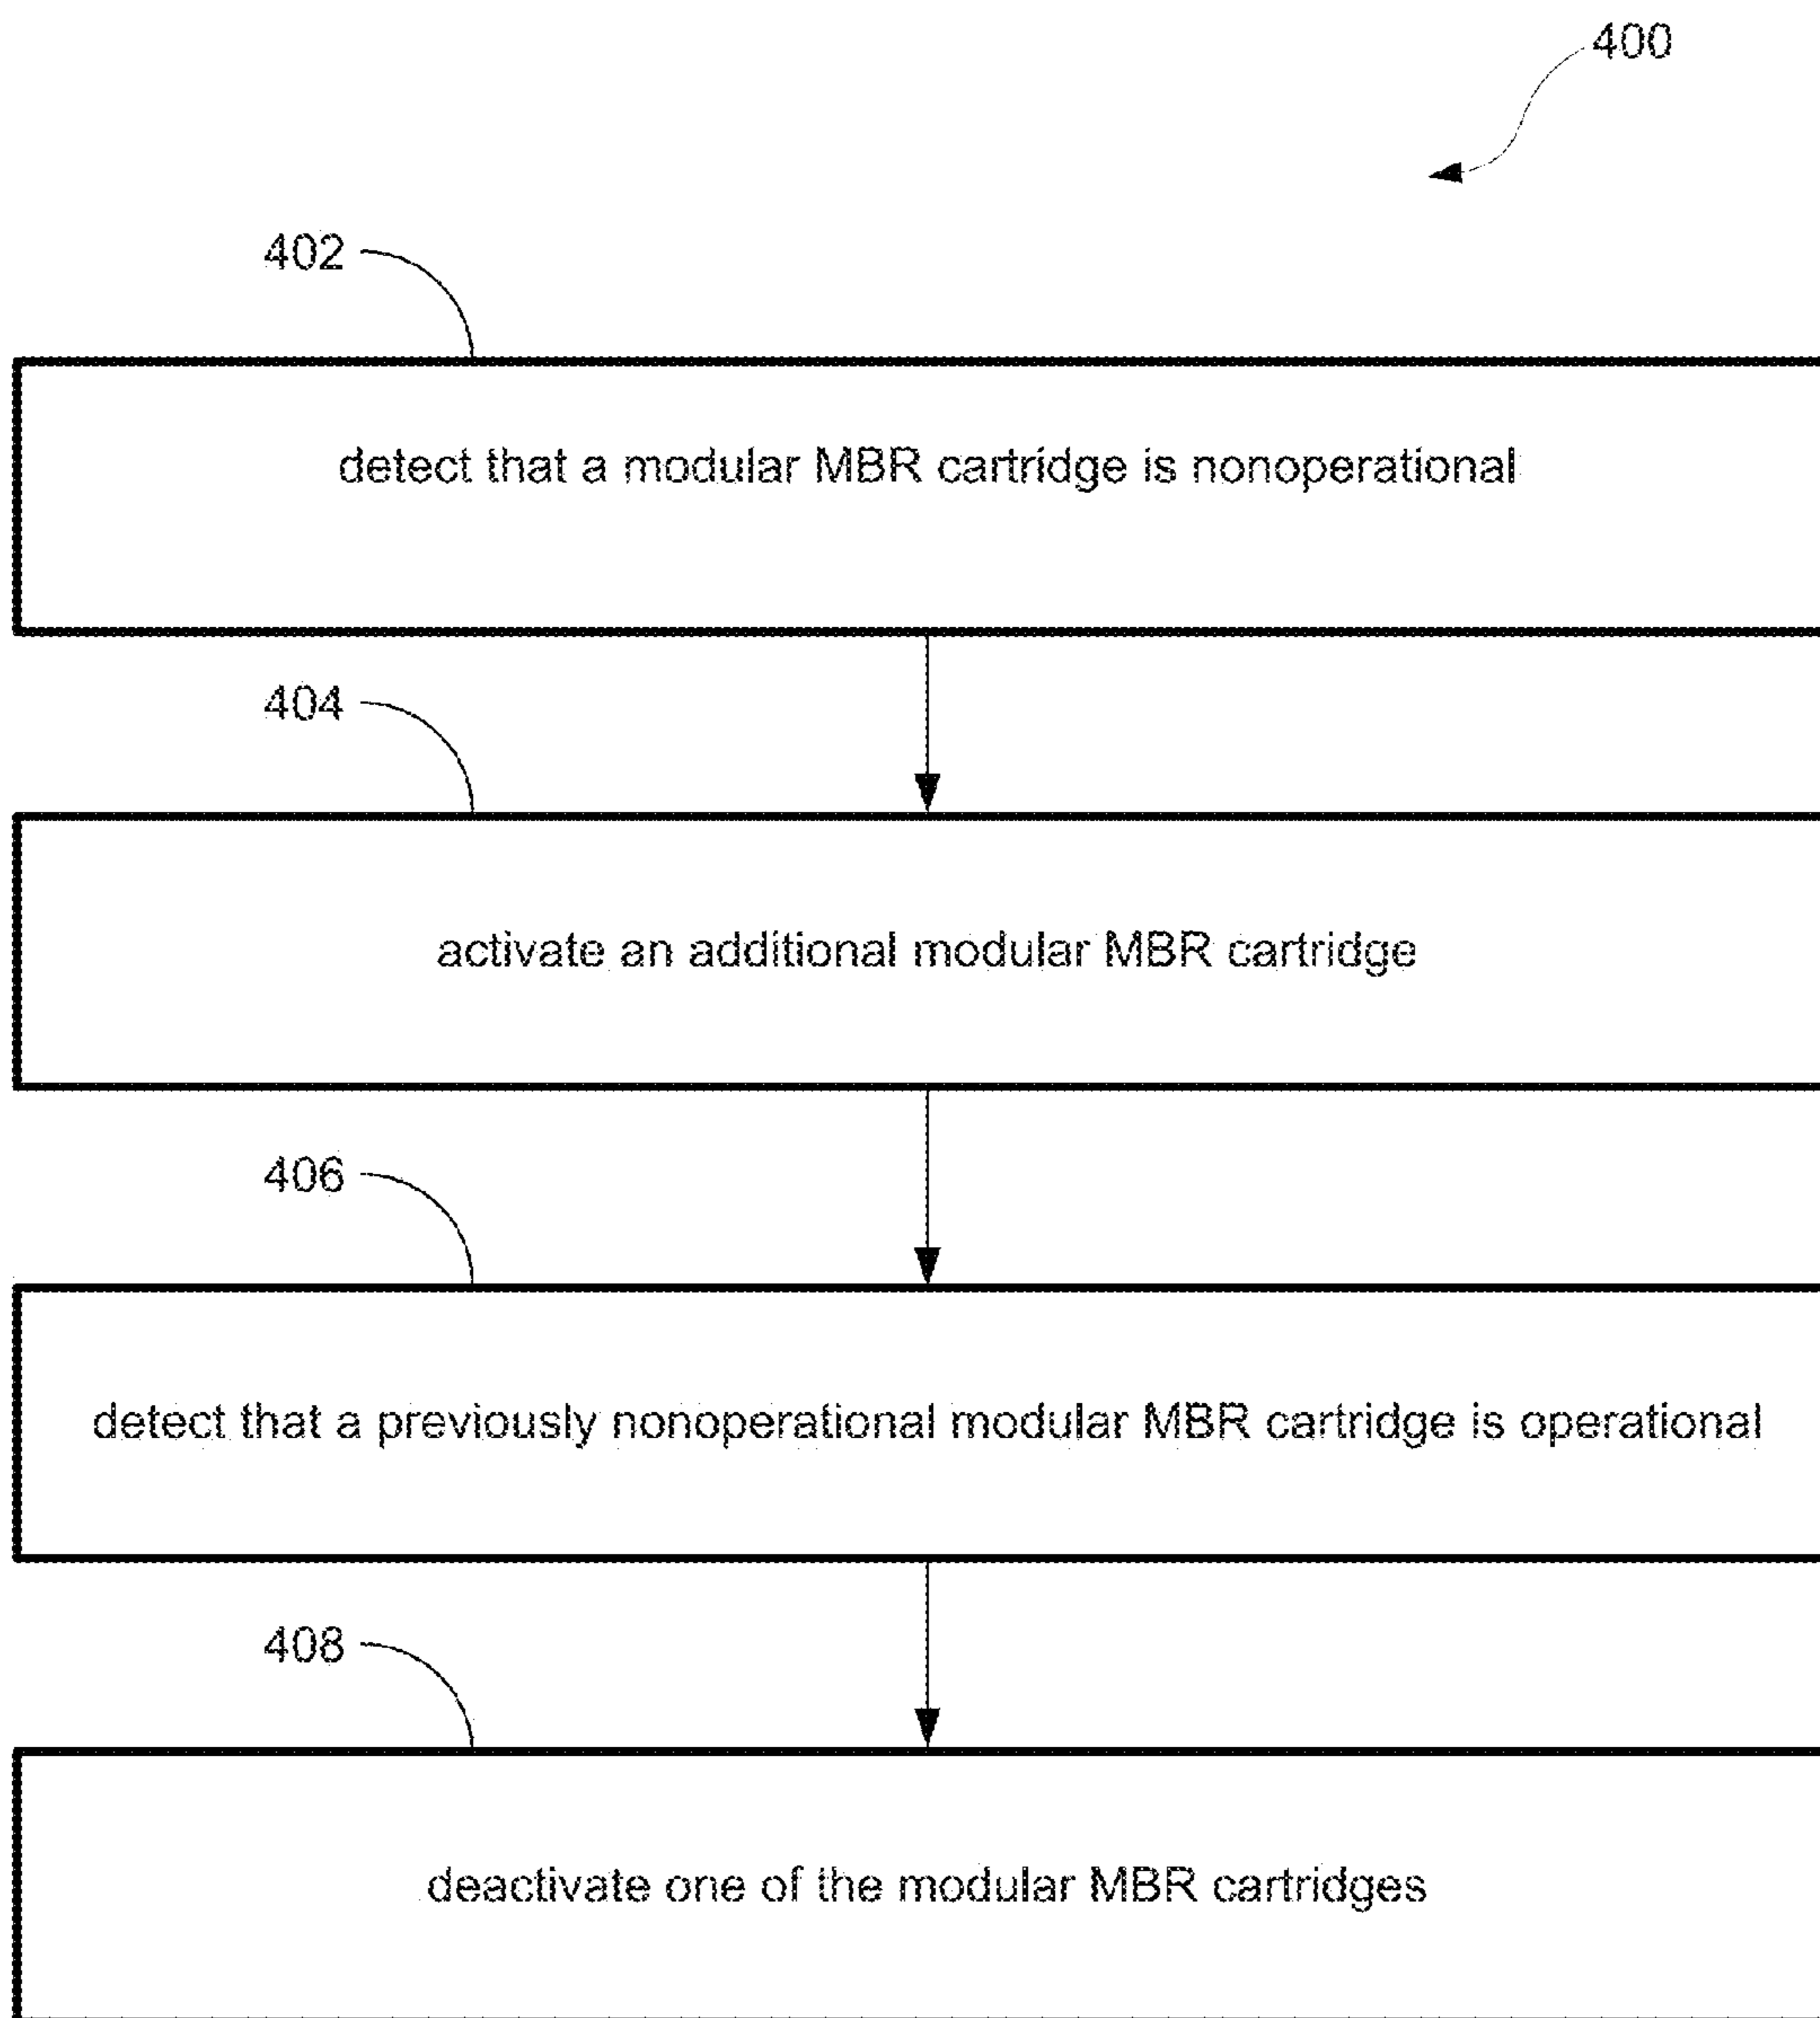 400
402
detect that a modular MBR cartridge is nonoperational
404
activate an additional modular MBR cartridge
406
detect that a previously nonoperational modular MBR cartridge is operational
408
deactivate one of the modular MBR cartridges